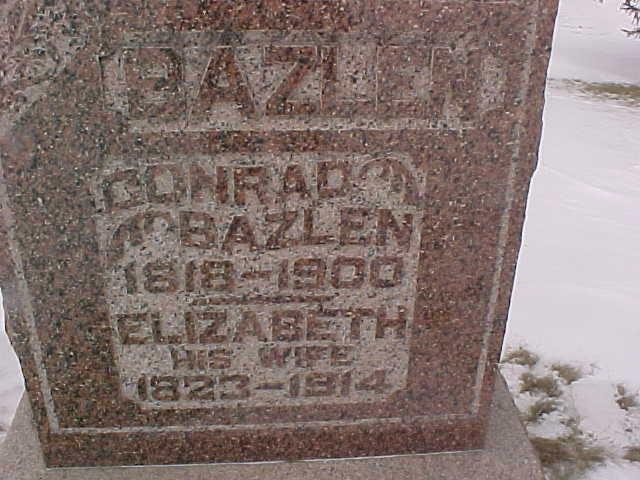 BAZLEN
CONRAD
BAZLEN
1818-1900
ELIZABETH
HIS WIFE
1823-1914